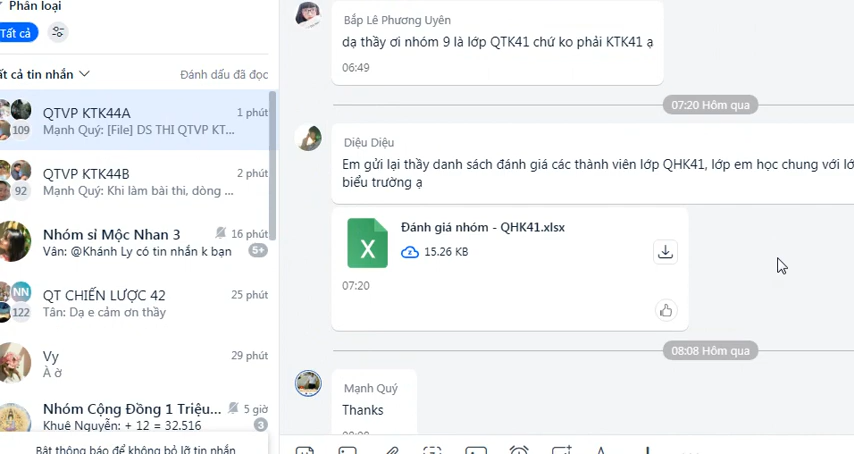 Phân loại
Tất cả
ất cả tin nhắn
Đánh dấu đã đọc
109
QTVP KTK44A
1 phút
Mạnh Quý: [File] DS THI QTVP KT...
92
QTVP KTK44B
2 phút
Mạnh Quý: Khi làm bài thi, dòng ...
Nhóm sỉ Mộc Nhan 3
16 phút
Vân: @Khánh Ly có tin nhắn k bạn
5+
NN
122
QT CHIẾN LƯỢC 42
25 phút
Tân: Dạ e cảm ơn thầy
Vy
29 phút
À ờ
Nhóm Cộng Đồng 1 Triệu...
5 giờ
Khuê Nguyễn: + 12 = 32.516
3
Bật thông báo để không bỏ lỡ tin nhắn
Bắp Lê Phương Uyên
dạ thầy ơi nhóm 9 là lớp QTK41 chứ ko phải KTK41 ạ
06:49
07:20 Hôm qua
Diệu Diệu
Em gửi lại thầy danh sách đánh giá các thành viên lớp QHK41, lớp em học chung với lớ
biểu trường ạ
Đánh giá nhóm - QHK41.xlsx
X
15.26 KB
07:20
08:08 Hôm qua
Mạnh Quý
Thanks